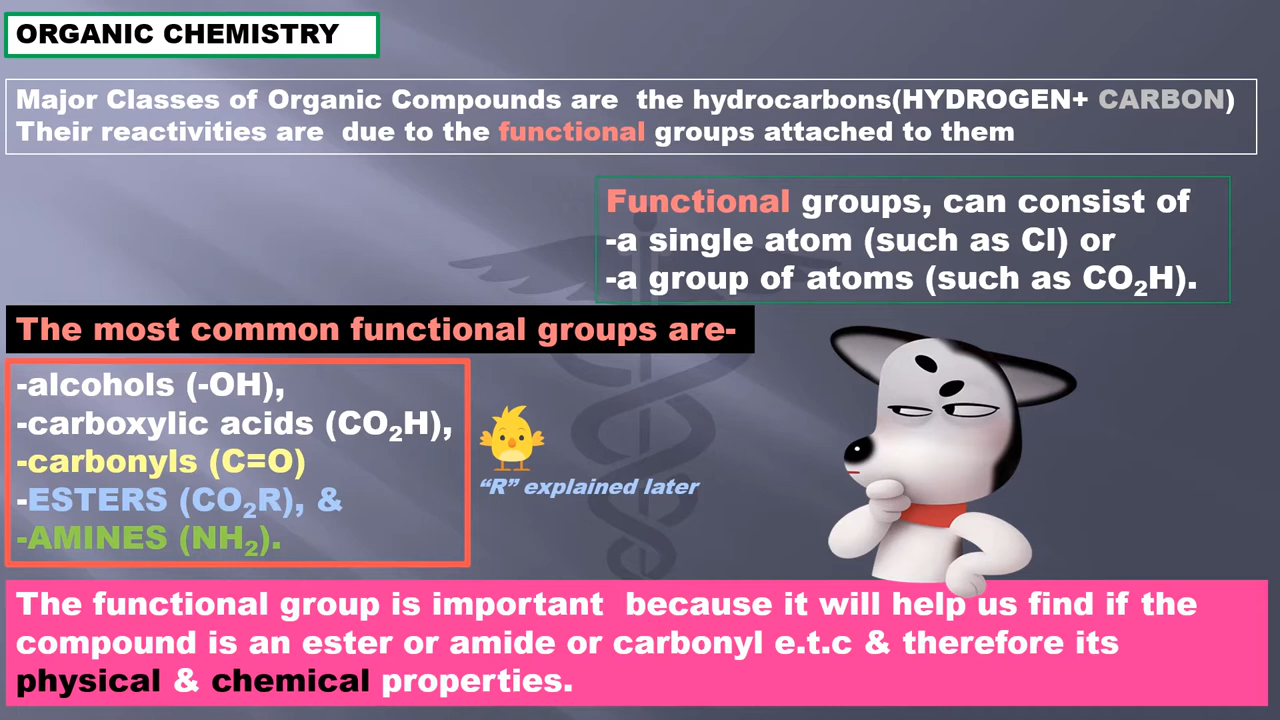 ORGANIC CHEMISTRY
Major Classes of Organic Compounds are the hydrocarbons(HYDROGEN+ CARBON)
Their reactivities are due to the functional groups attached to them
Functional groups, can consist of
-a single atom (such as Cl) or
-a group of atoms (such as CO₂H).
The most common functional groups are-
-alcohols (-OH),
-carboxylic acids (CO₂H),
-carbonyls (C=O)
-ESTERS (CO₂R), &
-AMINES (NH₂).
“R” explained later
The functional group is important because it will help us find if the
compound is an ester or amide or carbonyl e.t.c & therefore its
physical & chemical properties.